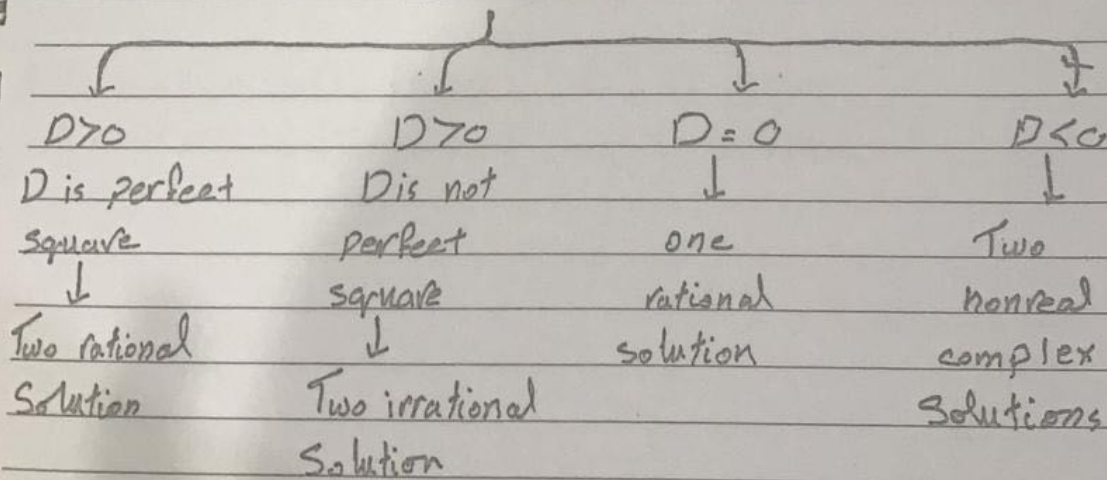 D>0 D>0 D = 0 D<0
D is perfect D is not
square perfect one Two
square rational nonreal
Two rational solution complex
Solution Two irrational Solutions
Solution